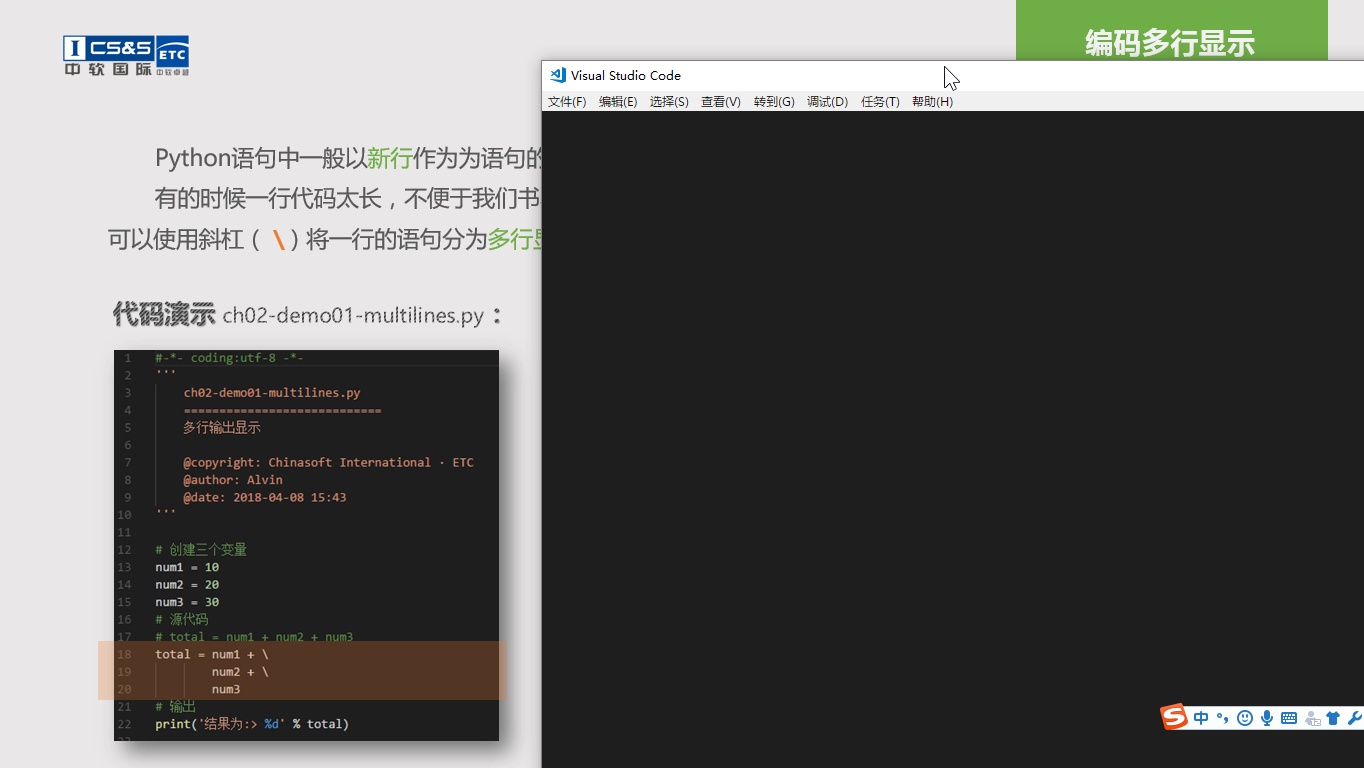 编码多行显示
I CS&S ETC
中软国际 中软卓越
Visual Studio Code
文件(F) 编辑(E) 选择(S) 查看(V) 转到(G) 调试(D) 任务(T) 帮助(H)
Python语句中一般以新行作为为语句的
有的时候一行代码太长，不便于我们书
可以使用斜杠（ \ ）将一行的语句分为多行
代码演示 ch02-demo01-multilines.py：
1 #-*- coding:utf-8 -*-
2 '''
3 ch02-demo01-multilines.py
4 ============================
5 多行输出显示
6
7 @copyright: Chinasoft International · ETC
8 @author: Alvin
9 @date: 2018-04-08 15:43
10 '''
11
12 # 创建三个变量
13 num1 = 10
14 num2 = 20
15 num3 = 30
16 # 源代码
17 # total = num1 + num2 + num3
18 total = num1 + \
19 num2 + \
20 num3
21 # 输出
22 print('结果为:> %d' % total)
S 中